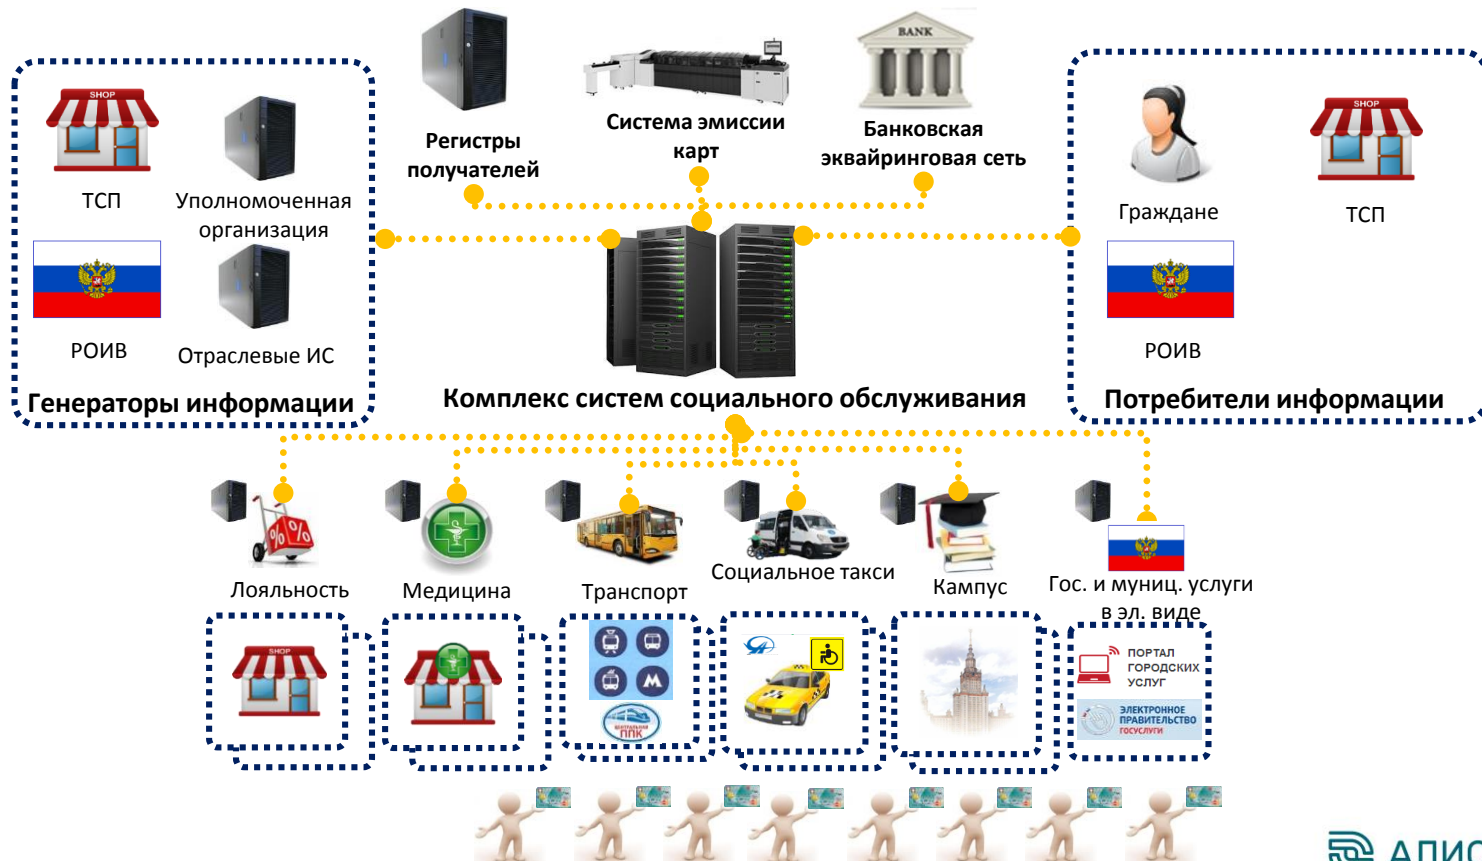 BANK
Регистры
получателей
Система эмиссии
карт
Банковская
эквайринговая сеть
SHOP
ТСП
Уполномоченная
организация
РОИВ
Отраслевые ИС
Генераторы информации
Граждане
SHOP
ТСП
РОИВ
Потребители информации
Комплекс систем социального обслуживания
% %
Лояльность
Медицина
Транспорт
Социальное такси
Кампус
Гос. и муниц. услуги
в эл. виде
SHOP
М
ЦЕНТРАЛЬНАЯ
ППК
ПОРТАЛ
ГОРОДСКИХ
УСЛУГ
ЭЛЕКТРОННОЕ
ПРАВИТЕЛЬСТВО
ГОСУСЛУГИ